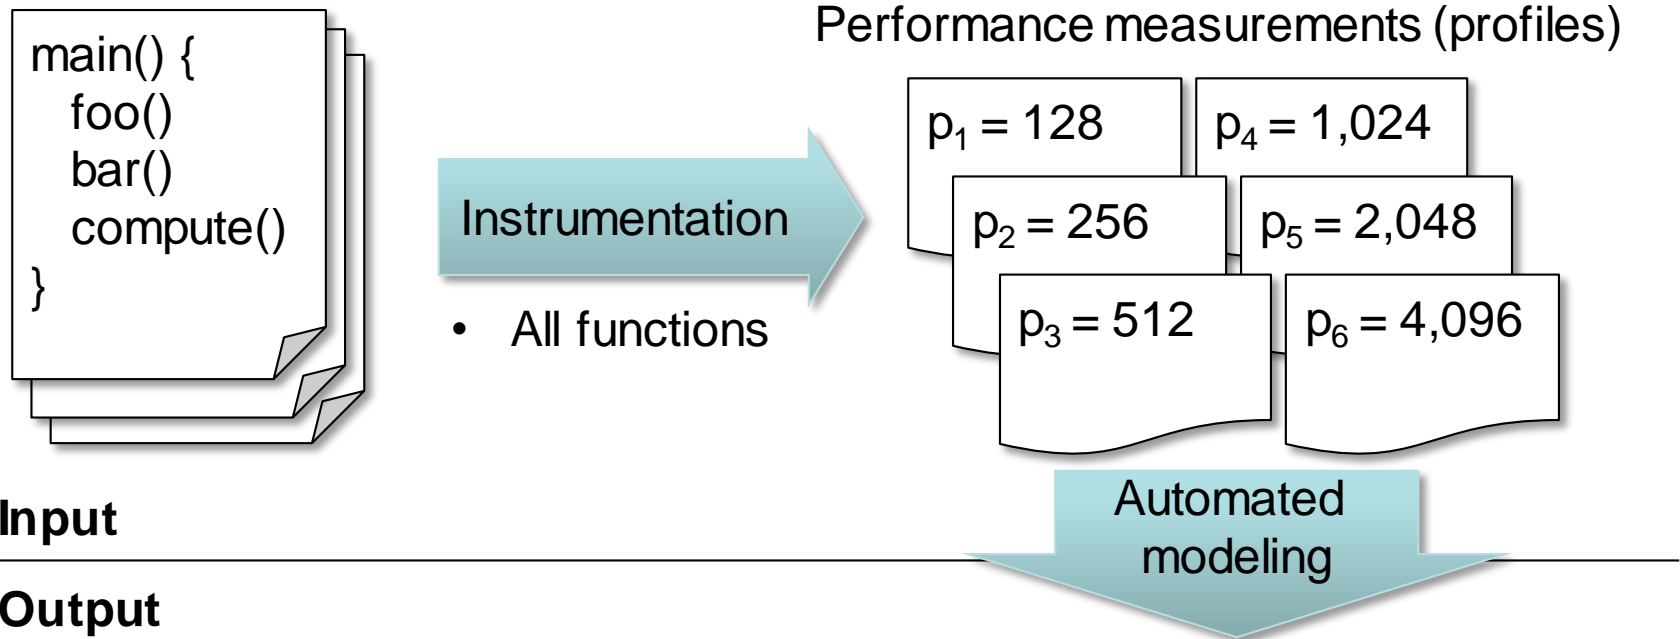 main() {
foo()
bar()
compute()
}
Instrumentation
• All functions
Performance measurements (profiles)
p₁ = 128
p₄ = 1,024
p₂ = 256
p₅ = 2,048
p₃ = 512
p₆ = 4,096
Automated
modeling
Input
Output